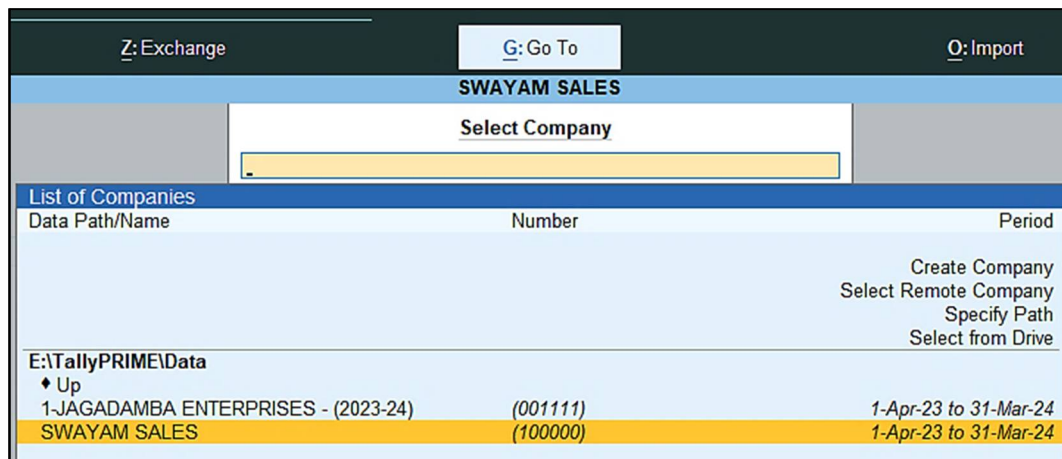 Z: Exchange G: Go To O: Import
SWAYAM SALES
Select Company
List of Companies
Data Path/Name Number Period
Create Company
Select Remote Company
Specify Path
Select from Drive
E:\TallyPRIME\Data
♦ Up
1-JAGADAMBA ENTERPRISES - (2023-24) (001111) 1-Apr-23 to 31-Mar-24
SWAYAM SALES (100000) 1-Apr-23 to 31-Mar-24